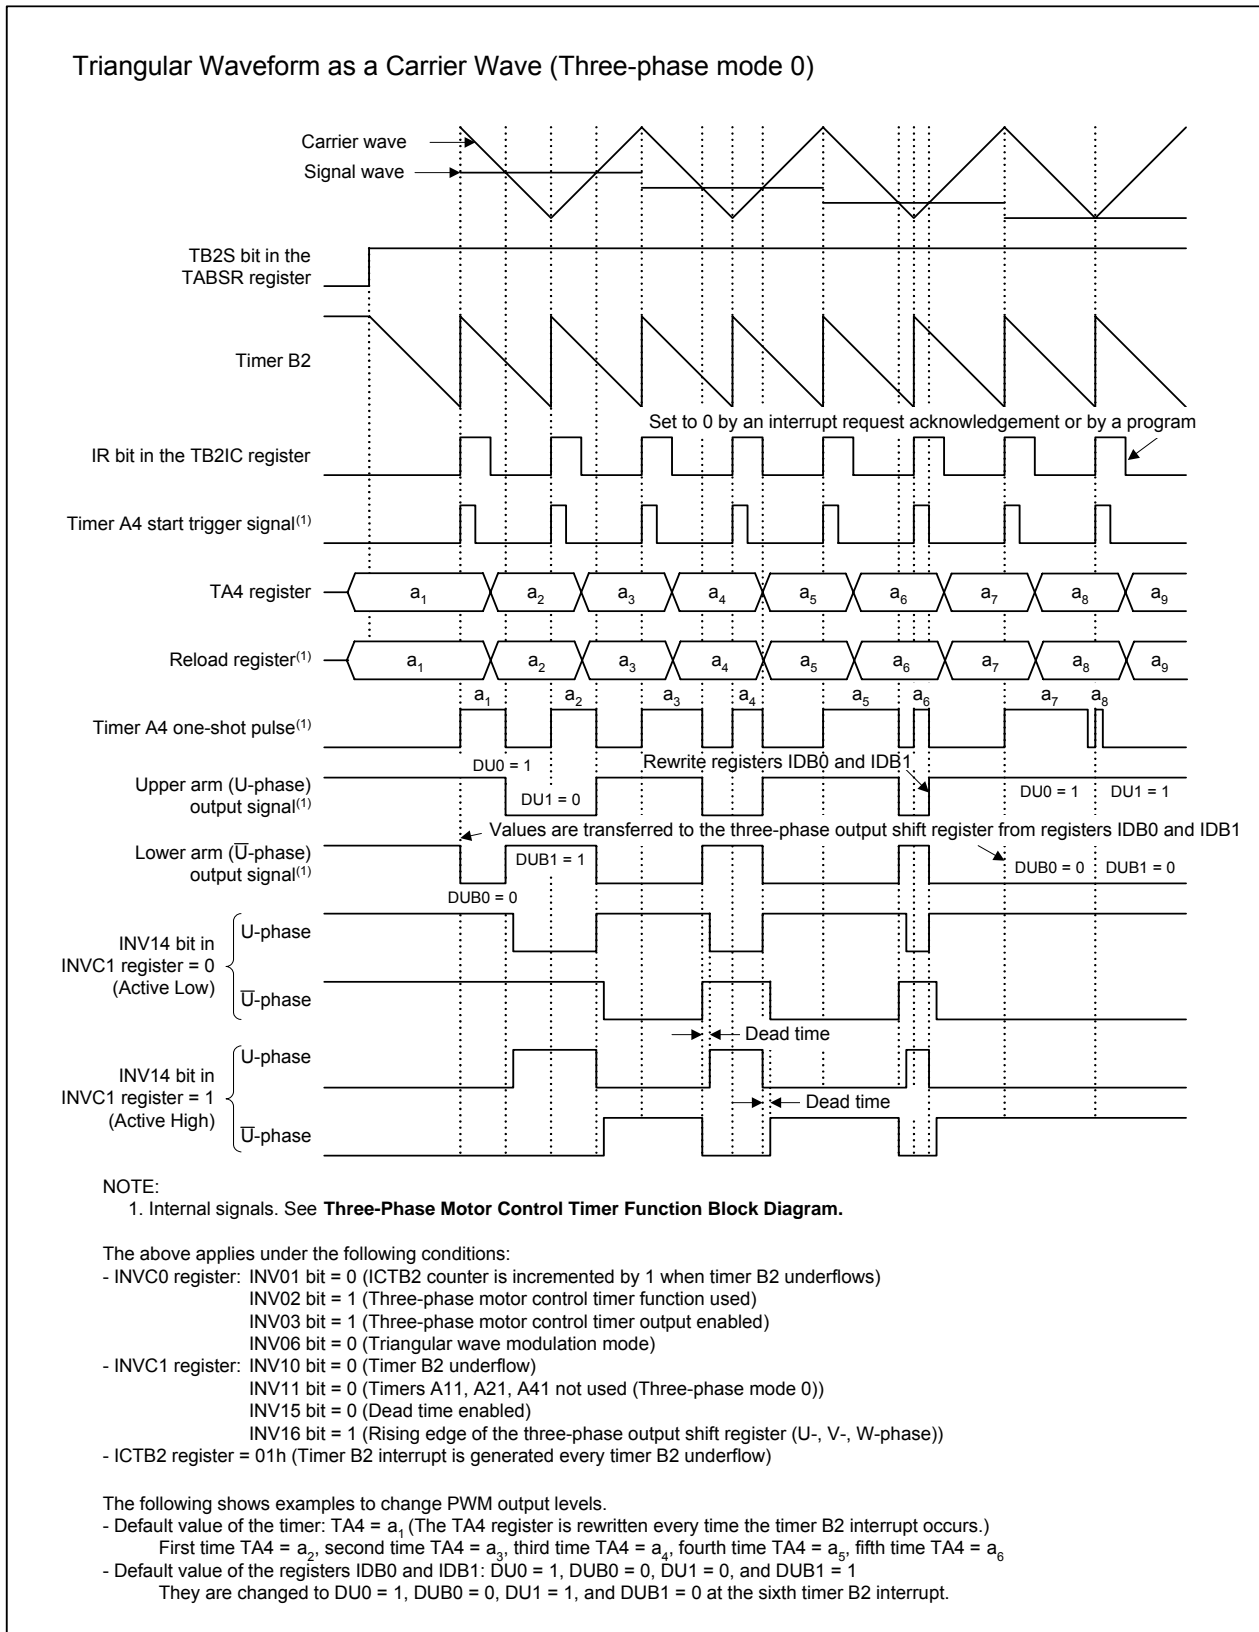 Triangular Waveform as a Carrier Wave (Three-phase mode 0)
Carrier wave
Signal wave
TB2S bit in the
TABSR register
Timer B2
Set to 0 by an interrupt request acknowledgement or by a program
IR bit in the TB2IC register
Timer A4 start trigger signal(1)
TA4 register
a1 a2 a3 a4 a5 a6 a7 a8 a9
Reload register(1)
a1 a2 a3 a4 a5 a6 a7 a8 a9
a1 a2 a3 a4 a5 a6 a7 a8
Timer A4 one-shot pulse(1)
DU0 = 1
Rewrite registers IDB0 and IDB1
Upper arm (U-phase)
output signal(1)
DU1 = 0
DU0 = 1
DU1 = 1
Values are transferred to the three-phase output shift register from registers IDB0 and IDB1
Lower arm (U̅-phase)
output signal(1)
DUB1 = 1
DUB0 = 0
DUB1 = 0
DUB0 = 0
INV14 bit in
INVC1 register = 0
(Active Low)
U-phase
U̅-phase
Dead time
INV14 bit in
INVC1 register = 1
(Active High)
U-phase
Dead time
U̅-phase
NOTE:
1. Internal signals. See Three-Phase Motor Control Timer Function Block Diagram.
The above applies under the following conditions:
- INVC0 register: INV01 bit = 0 (ICTB2 counter is incremented by 1 when timer B2 underflows)
INV02 bit = 1 (Three-phase motor control timer function used)
INV03 bit = 1 (Three-phase motor control timer output enabled)
INV06 bit = 0 (Triangular wave modulation mode)
- INVC1 register: INV10 bit = 0 (Timer B2 underflow)
INV11 bit = 0 (Timers A11, A21, A41 not used (Three-phase mode 0))
INV15 bit = 0 (Dead time enabled)
INV16 bit = 1 (Rising edge of the three-phase output shift register (U-, V-, W-phase))
- ICTB2 register = 01h (Timer B2 interrupt is generated every timer B2 underflow)
The following shows examples to change PWM output levels.
- Default value of the timer: TA4 = a1 (The TA4 register is rewritten every time the timer B2 interrupt occurs.)
First time TA4 = a2, second time TA4 = a3, third time TA4 = a4, fourth time TA4 = a5, fifth time TA4 = a6
- Default value of the registers IDB0 and IDB1: DU0 = 1, DUB0 = 0, DU1 = 0, and DUB1 = 1
They are changed to DU0 = 1, DUB0 = 0, DU1 = 1, and DUB1 = 0 at the sixth timer B2 interrupt.